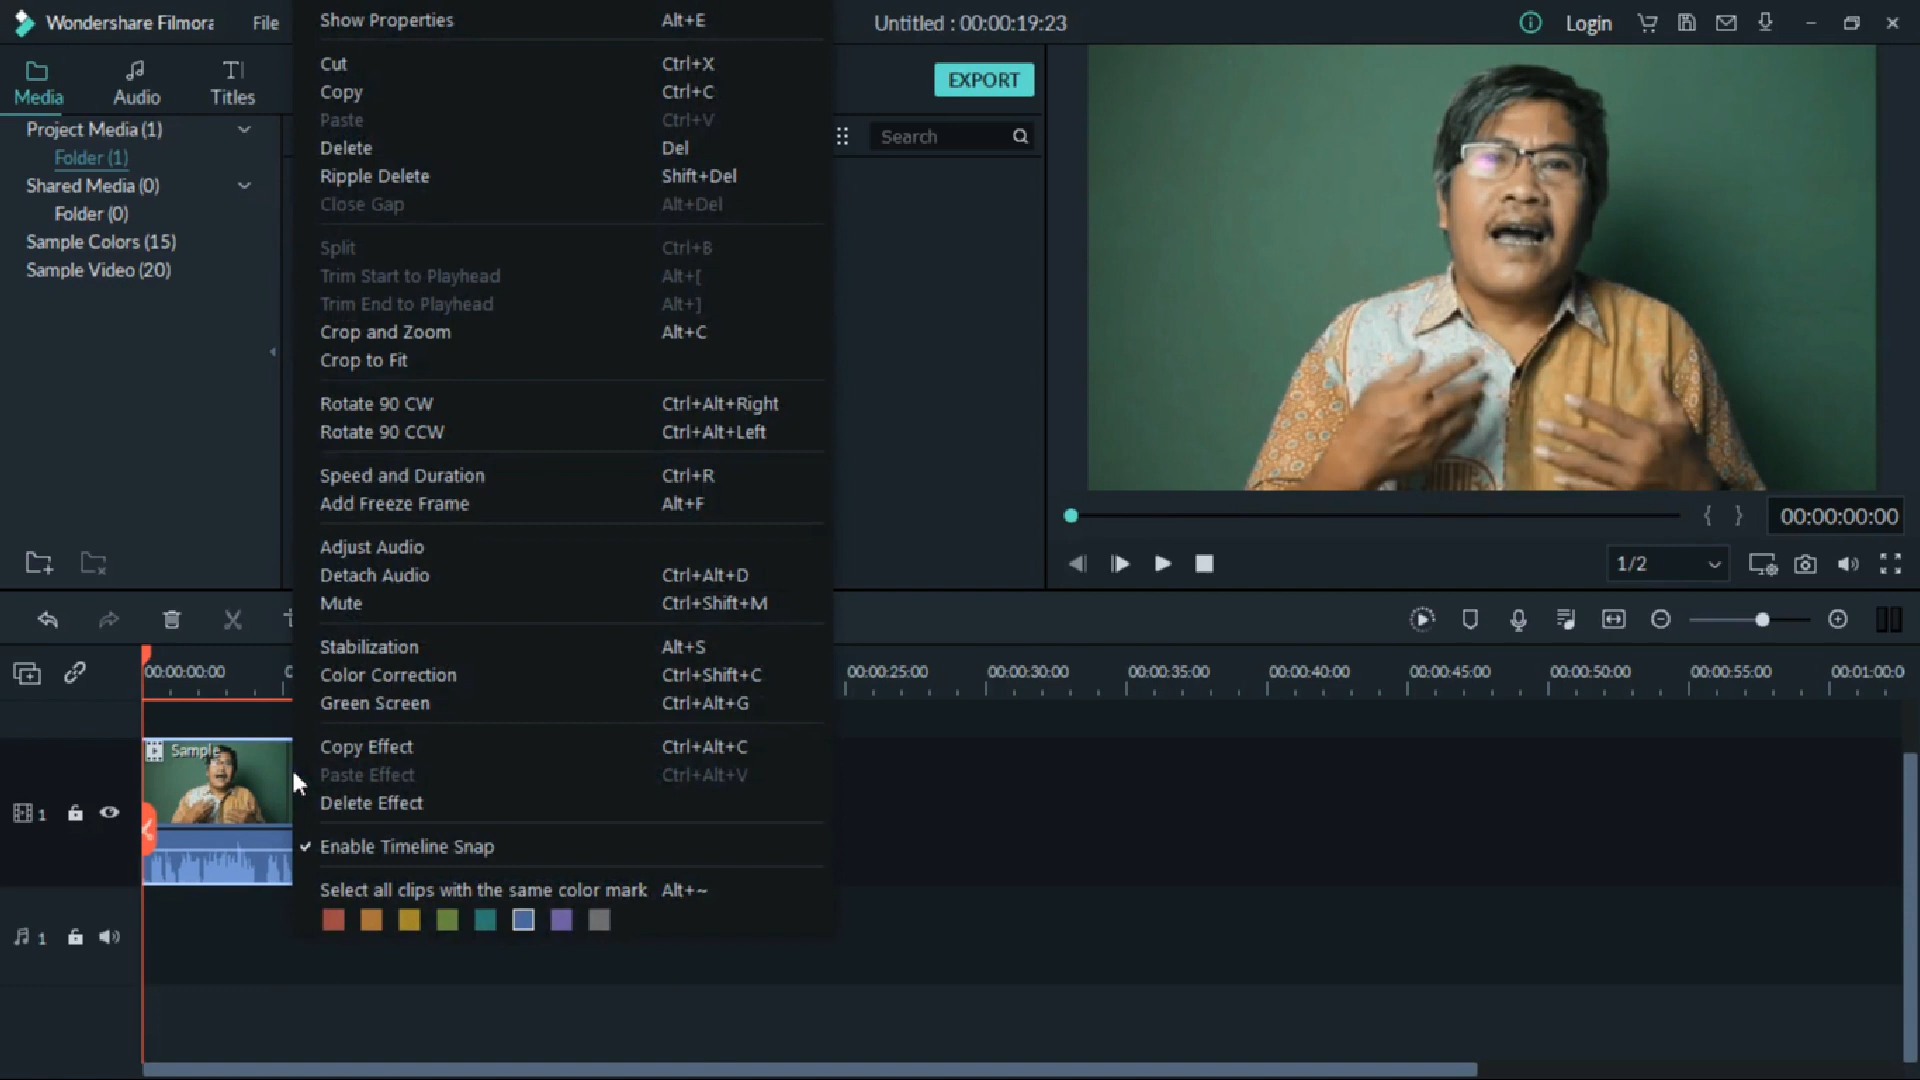 Wondershare Filmora File
Untitled : 00:00:19:23
Login
Media
Audio
Titles
EXPORT
Project Media (1)
Folder (1)
Shared Media (0)
Folder (0)
Sample Colors (15)
Sample Video (20)
Search
Show Properties Alt+E
Cut Ctrl+X
Copy Ctrl+C
Paste Ctrl+V
Delete Del
Ripple Delete Shift+Del
Close Gap Alt+Del
Split Ctrl+B
Trim Start to Playhead Alt+[
Trim End to Playhead Alt+]
Crop and Zoom Alt+C
Crop to Fit
Rotate 90 CW Ctrl+Alt+Right
Rotate 90 CCW Ctrl+Alt+Left
Speed and Duration Ctrl+R
Add Freeze Frame Alt+F
Adjust Audio
Detach Audio Ctrl+Alt+D
Mute Ctrl+Shift+M
Stabilization Alt+S
Color Correction Ctrl+Shift+C
Green Screen Ctrl+Alt+G
Copy Effect Ctrl+Alt+C
Paste Effect Ctrl+Alt+V
Delete Effect
Enable Timeline Snap
Select all clips with the same color mark Alt+~
{ } 00:00:00:00
1/2
00:00:00:00 00:00:25:00 00:00:30:00 00:00:35:00 00:00:40:00 00:00:45:00 00:00:50:00 00:00:55:00 00:01:00:0
Sample
1
1